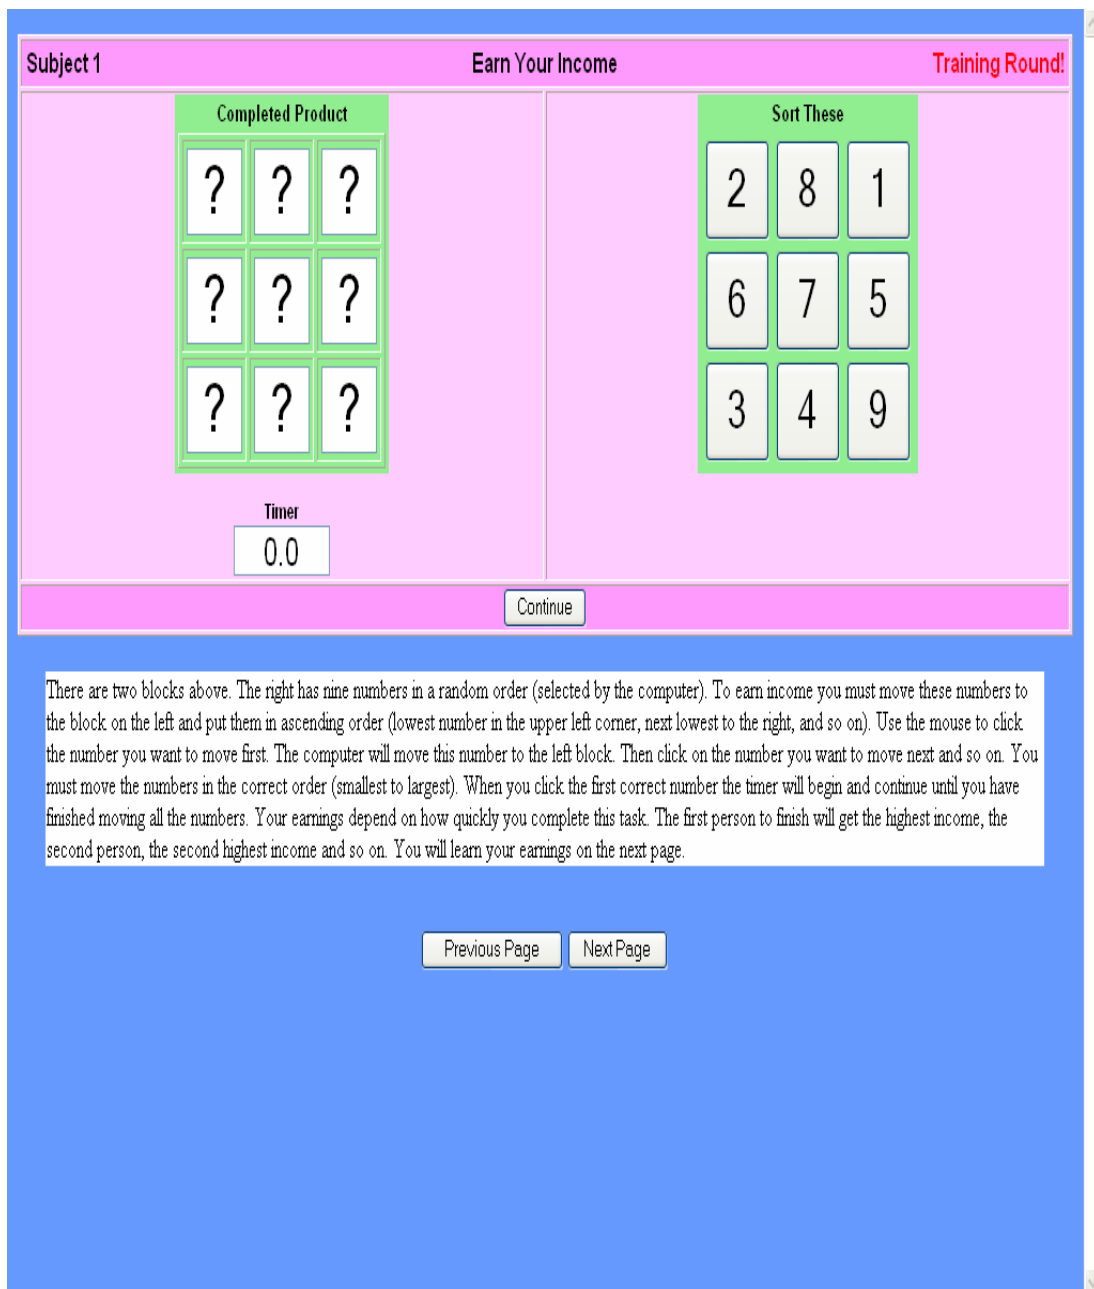 Subject 1 Earn Your Income Training Round!
Completed Product Sort These
? ? ? 2 8 1
? ? ? 6 7 5
? ? ? 3 4 9
Timer
0.0
Continue
There are two blocks above. The right has nine numbers in a random order (selected by the computer). To earn income you must move these numbers to
the block on the left and put them in ascending order (lowest number in the upper left corner, next lowest to the right, and so on). Use the mouse to click
the number you want to move first. The computer will move this number to the left block. Then click on the number you want to move next and so on. You
must move the numbers in the correct order (smallest to largest). When you click the first correct number the timer will begin and continue until you have
finished moving all the numbers. Your earnings depend on how quickly you complete this task. The first person to finish will get the highest income, the
second person, the second highest income and so on. You will learn your earnings on the next page.
Previous Page Next Page